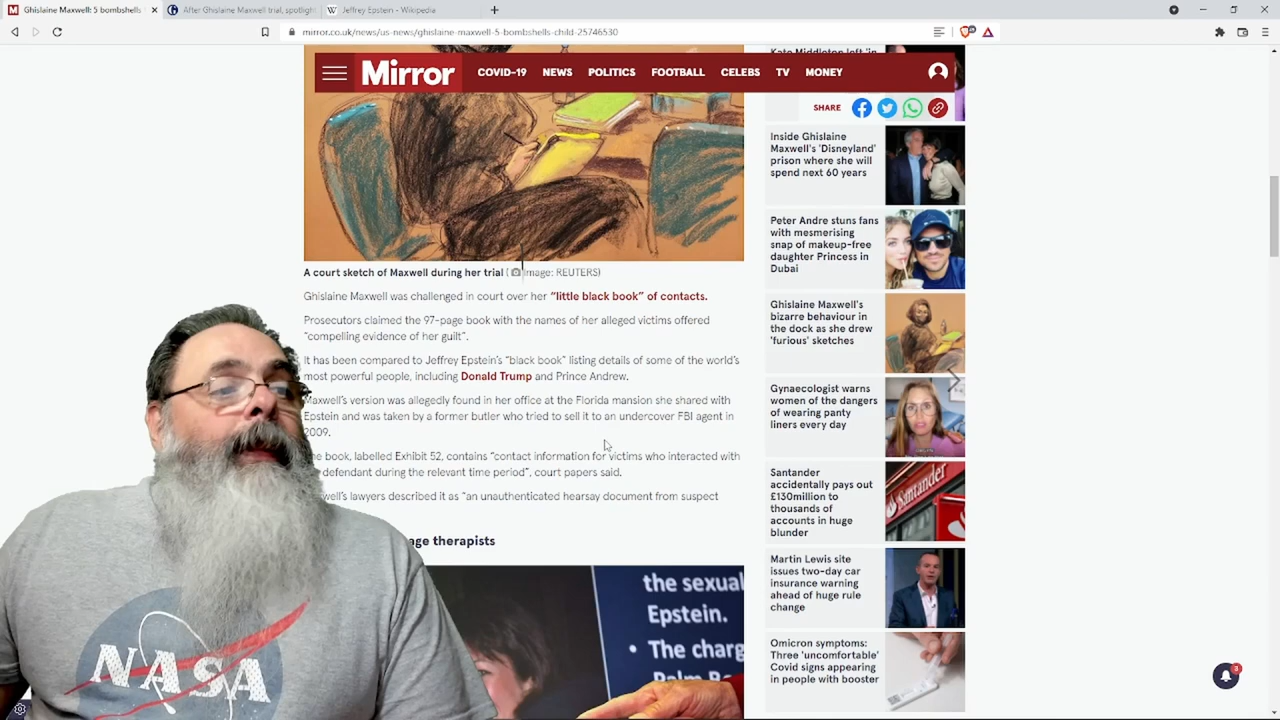 Ghislaine Maxwell 5 bombshells
After Ghislaine Maxwell trial, spotligh
Jeffrey Epstein - Wikipedia
mirror.co.uk/news/us-news/ghislaine-maxwell-5-bombshells-child-25746530
Mirror
COVID-19 NEWS POLITICS FOOTBALL CELEBS TV MONEY
SHARE
A court sketch of Maxwell during her trial (Image: REUTERS)
Ghislaine Maxwell was challenged in court over her “little black book” of contacts.
Prosecutors claimed the 97-page book with the names of her alleged victims offered
“compelling evidence of her guilt”.
It has been compared to Jeffrey Epstein's “black book” listing details of some of the world's
most powerful people, including Donald Trump and Prince Andrew.
Maxwell's version was allegedly found in her office at the Florida mansion she shared with
Epstein and was taken by a former butler who tried to sell it to an undercover FBI agent in
2009.
he book, labelled Exhibit 52, contains “contact information for victims who interacted with
defendant during the relevant time period”, court papers said.
well's lawyers described it as “an unauthenticated hearsay document from suspect
age therapists
the sexual
Epstein.
• The charg
Palm Be
Kate Middleton left 'in
Inside Ghislaine
Maxwell's 'Disneyland'
prison where she will
spend next 60 years
Peter Andre stuns fans
with mesmerising
snap of makeup-free
daughter Princess in
Dubai
Ghislaine Maxwell's
bizarre behaviour in
the dock as she drew
'furious' sketches
Gynaecologist warns
women of the dangers
of wearing panty
liners every day
Santander
accidentally pays out
£130million to
thousands of
accounts in huge
blunder
Santander
Martin Lewis site
issues two-day car
insurance warning
ahead of huge rule
change
Omicron symptoms:
Three 'uncomfortable'
Covid signs appearing
in people with booster
3
NASA